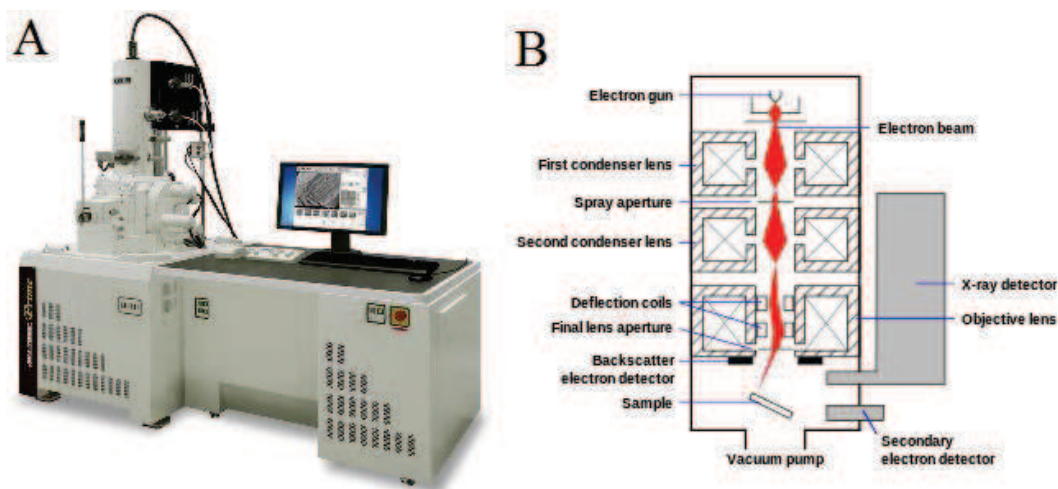 A
B
Electron gun
Electron beam
First condenser lens
Spray aperture
Second condenser lens
X-ray detector
Deflection coils
Objective lens
Final lens aperture
Backscatter
electron detector
Sample
Secondary
electron detector
Vacuum pump